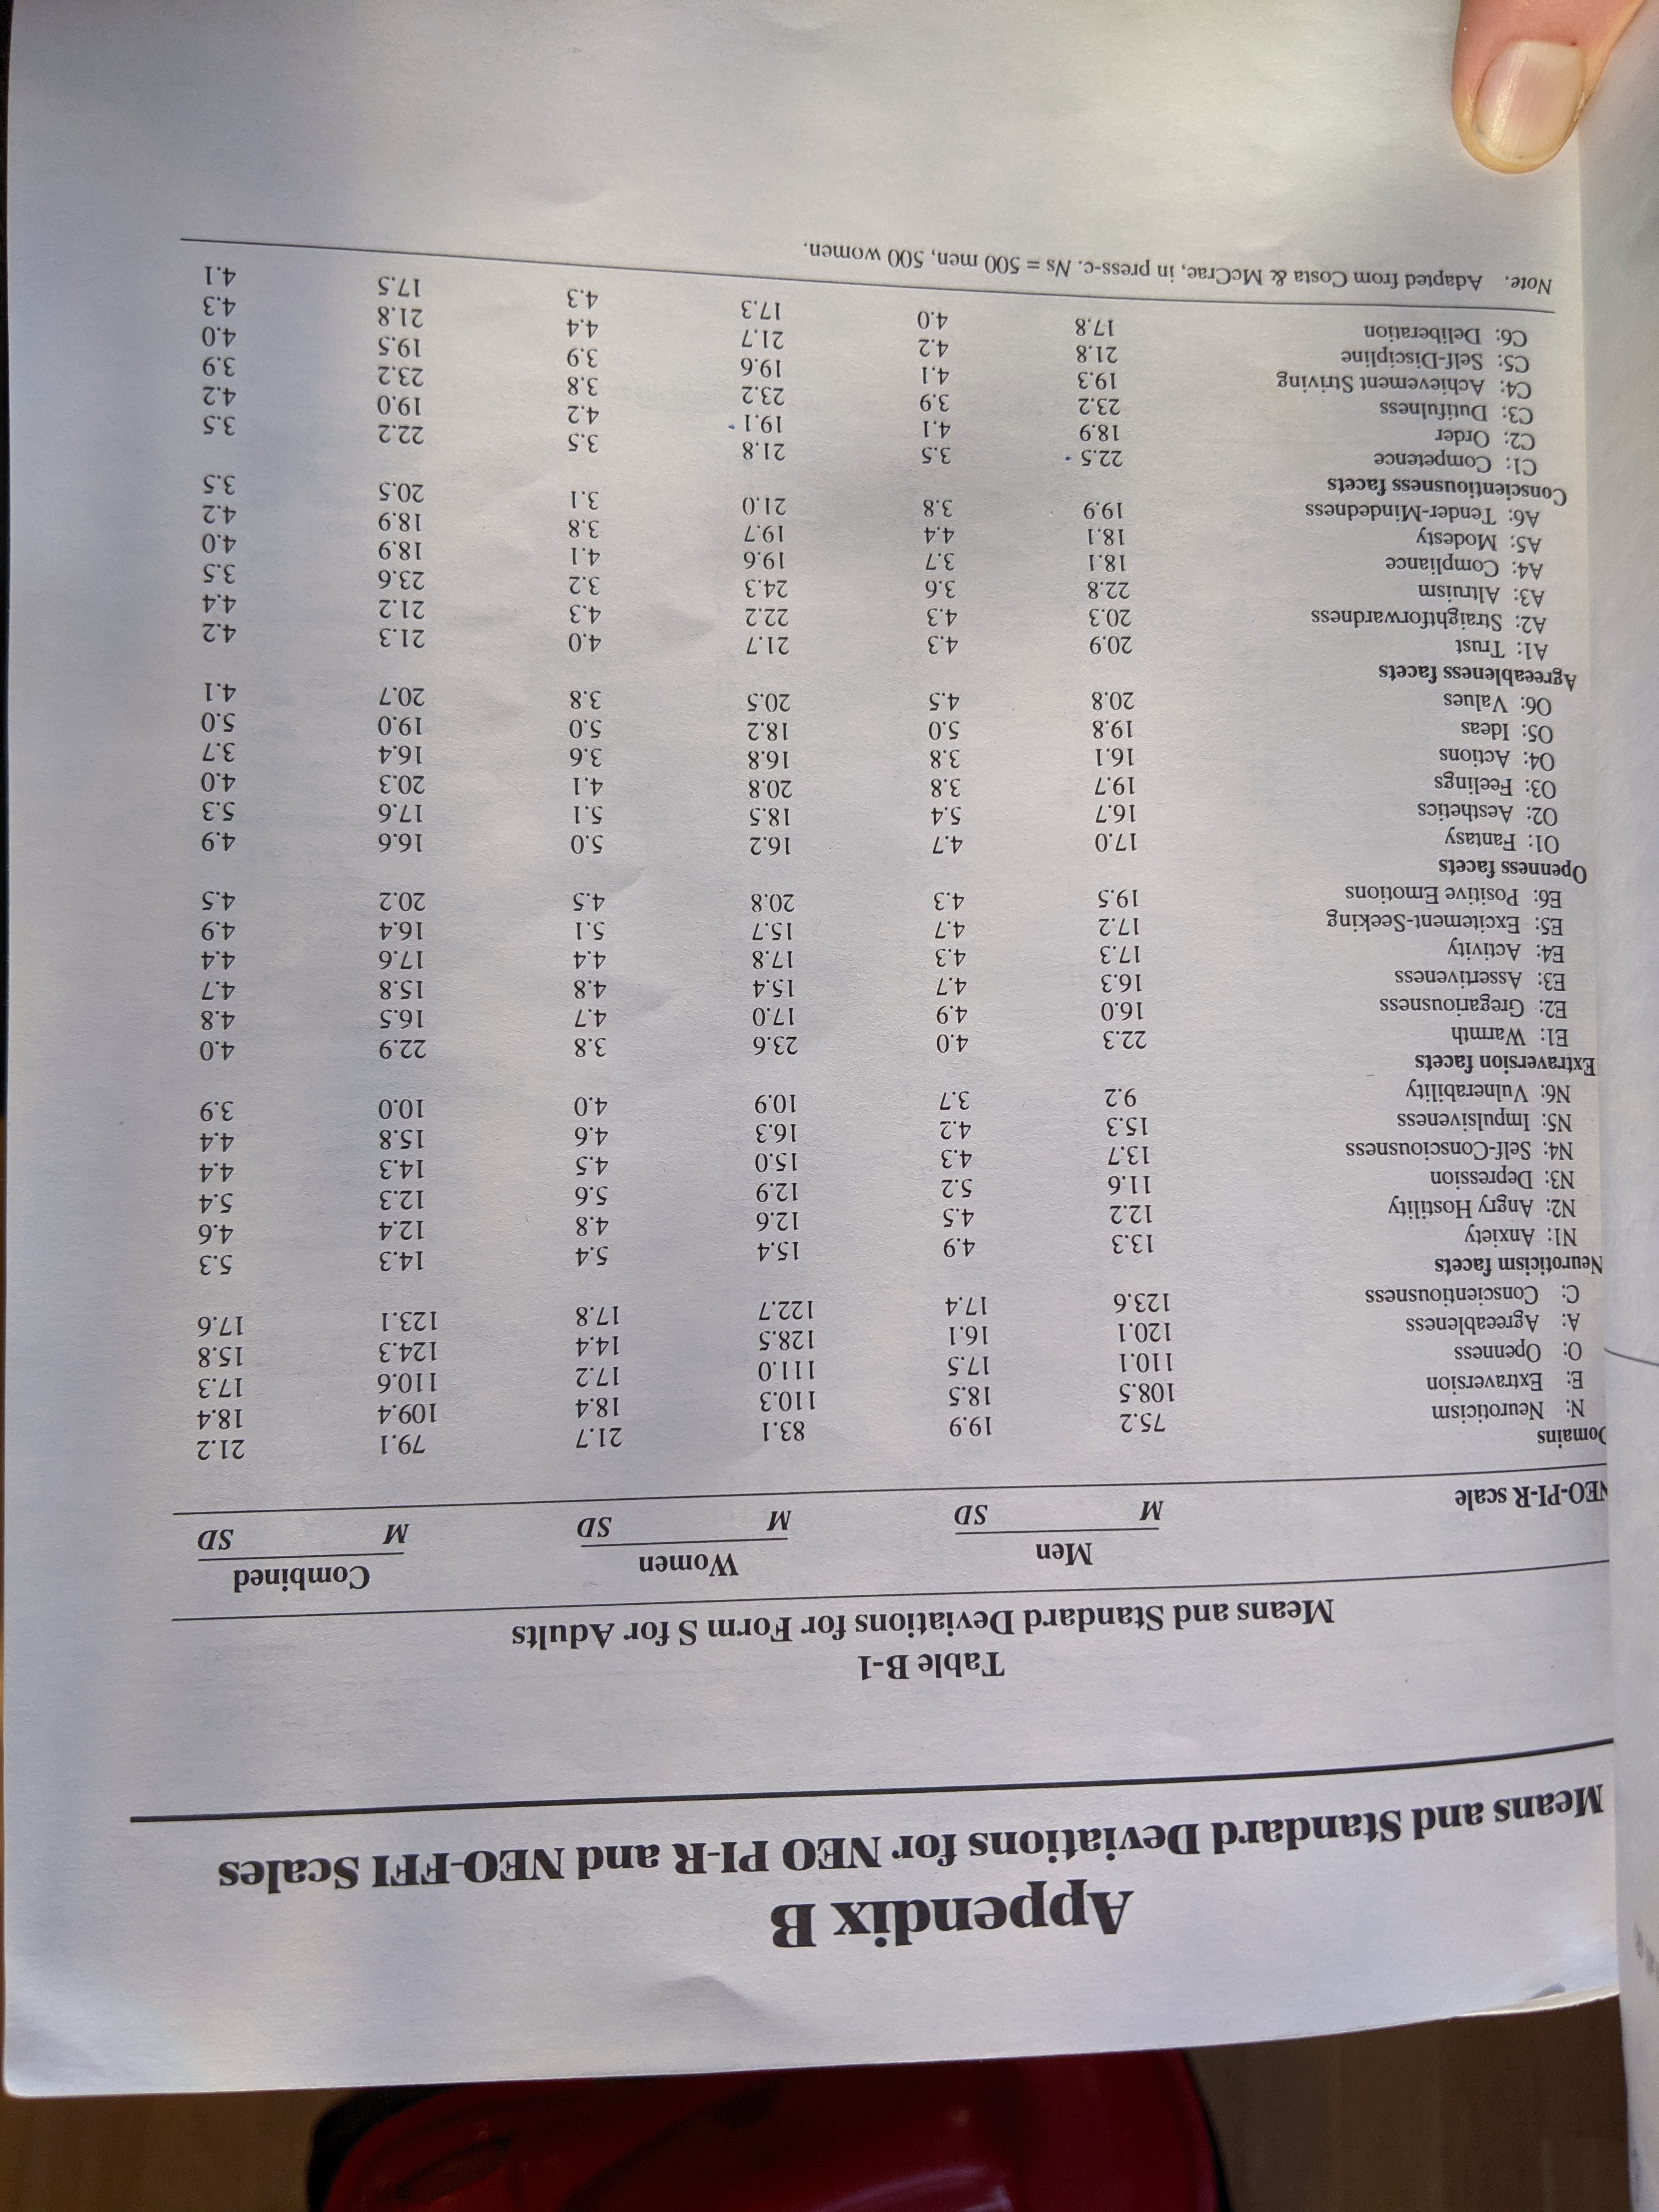 Appendix B
Means and Standard Deviations for NEO PI-R and NEO-FFI Scales
Table B-1
Means and Standard Deviations for Form S for Adults
Men Women Combined
NEO-PI-R scale M SD M SD M SD
Domains
N: Neuroticism 75.2 19.9 83.1 21.7 79.1 21.2
E: Extraversion 108.5 18.5 110.3 18.4 109.4 18.4
O: Openness 110.1 17.5 111.0 17.2 110.6 17.3
A: Agreeableness 120.1 16.1 128.5 14.4 124.3 15.8
C: Conscientiousness 123.6 17.4 122.7 17.8 123.1 17.6
Neuroticism facets
N1: Anxiety 13.3 4.9 15.4 5.4 14.3 5.3
N2: Angry Hostility 12.2 4.5 12.6 4.8 12.4 4.6
N3: Depression 11.6 5.2 12.9 5.6 12.3 5.4
N4: Self-Consciousness 13.7 4.3 15.0 4.5 14.3 4.4
N5: Impulsiveness 15.3 4.2 16.3 4.6 15.8 4.4
N6: Vulnerability 9.2 3.7 10.9 4.0 10.0 3.9
Extraversion facets
E1: Warmth 22.3 4.0 23.6 3.8 22.9 4.0
E2: Gregariousness 16.0 4.9 17.0 4.7 16.5 4.8
E3: Assertiveness 16.3 4.7 15.4 4.8 15.8 4.7
E4: Activity 17.3 4.3 17.8 4.4 17.6 4.4
E5: Excitement-Seeking 17.2 4.7 15.7 5.1 16.4 4.9
E6: Positive Emotions 19.5 4.3 20.8 4.5 20.2 4.5
Openness facets
O1: Fantasy 17.0 4.7 16.2 5.0 16.6 4.9
O2: Aesthetics 16.7 5.4 18.5 5.1 17.6 5.3
O3: Feelings 19.7 3.8 20.8 4.1 20.3 4.0
O4: Actions 16.1 3.8 16.8 3.6 16.4 3.7
O5: Ideas 19.8 5.0 18.2 5.0 19.0 5.0
O6: Values 20.8 4.5 20.5 3.8 20.7 4.1
Agreeableness facets
A1: Trust 20.9 4.3 21.7 4.0 21.3 4.2
A2: Straightforwardness 20.3 4.3 22.2 4.3 21.2 4.4
A3: Altruism 22.8 3.6 24.3 3.2 23.6 3.5
A4: Compliance 18.1 3.7 19.6 4.1 18.9 4.0
A5: Modesty 18.1 4.4 19.7 3.8 18.9 4.2
A6: Tender-Mindedness 19.9 3.8 21.0 3.1 20.5 3.5
Conscientiousness facets
C1: Competence 22.5 3.5 21.8 3.5 22.2 3.5
C2: Order 18.9 4.1 19.1 4.2 19.0 4.2
C3: Dutifulness 23.2 3.9 23.2 3.8 23.2 3.9
C4: Achievement Striving 19.3 4.1 19.6 3.9 19.5 4.0
C5: Self-Discipline 21.8 4.2 21.7 4.4 21.8 4.3
C6: Deliberation 17.8 4.0 17.3 4.3 17.5 4.1
Note. Adapted from Costa & McCrae, in press-c. Ns = 500 men, 500 women.